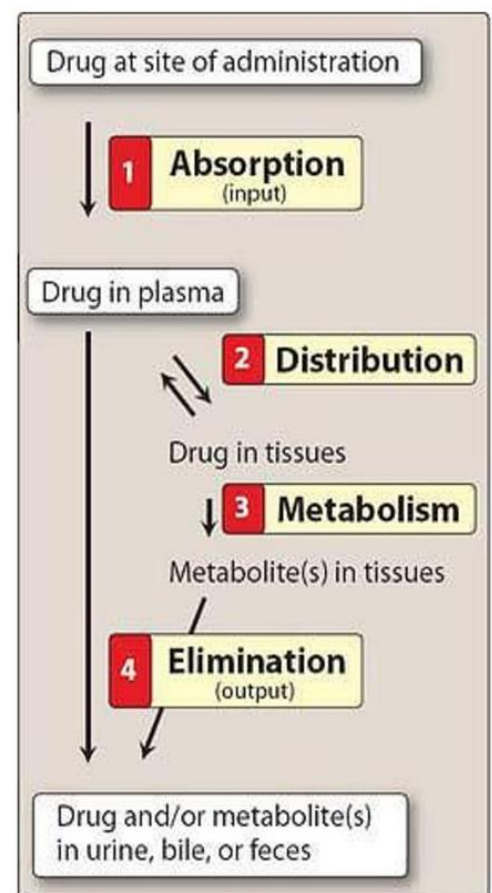 Drug at site of administration
1 Absorption
(input)
Drug in plasma
2 Distribution
Drug in tissues
3 Metabolism
Metabolite(s) in tissues
4 Elimination
(output)
Drug and/or metabolite(s)
in urine, bile, or feces